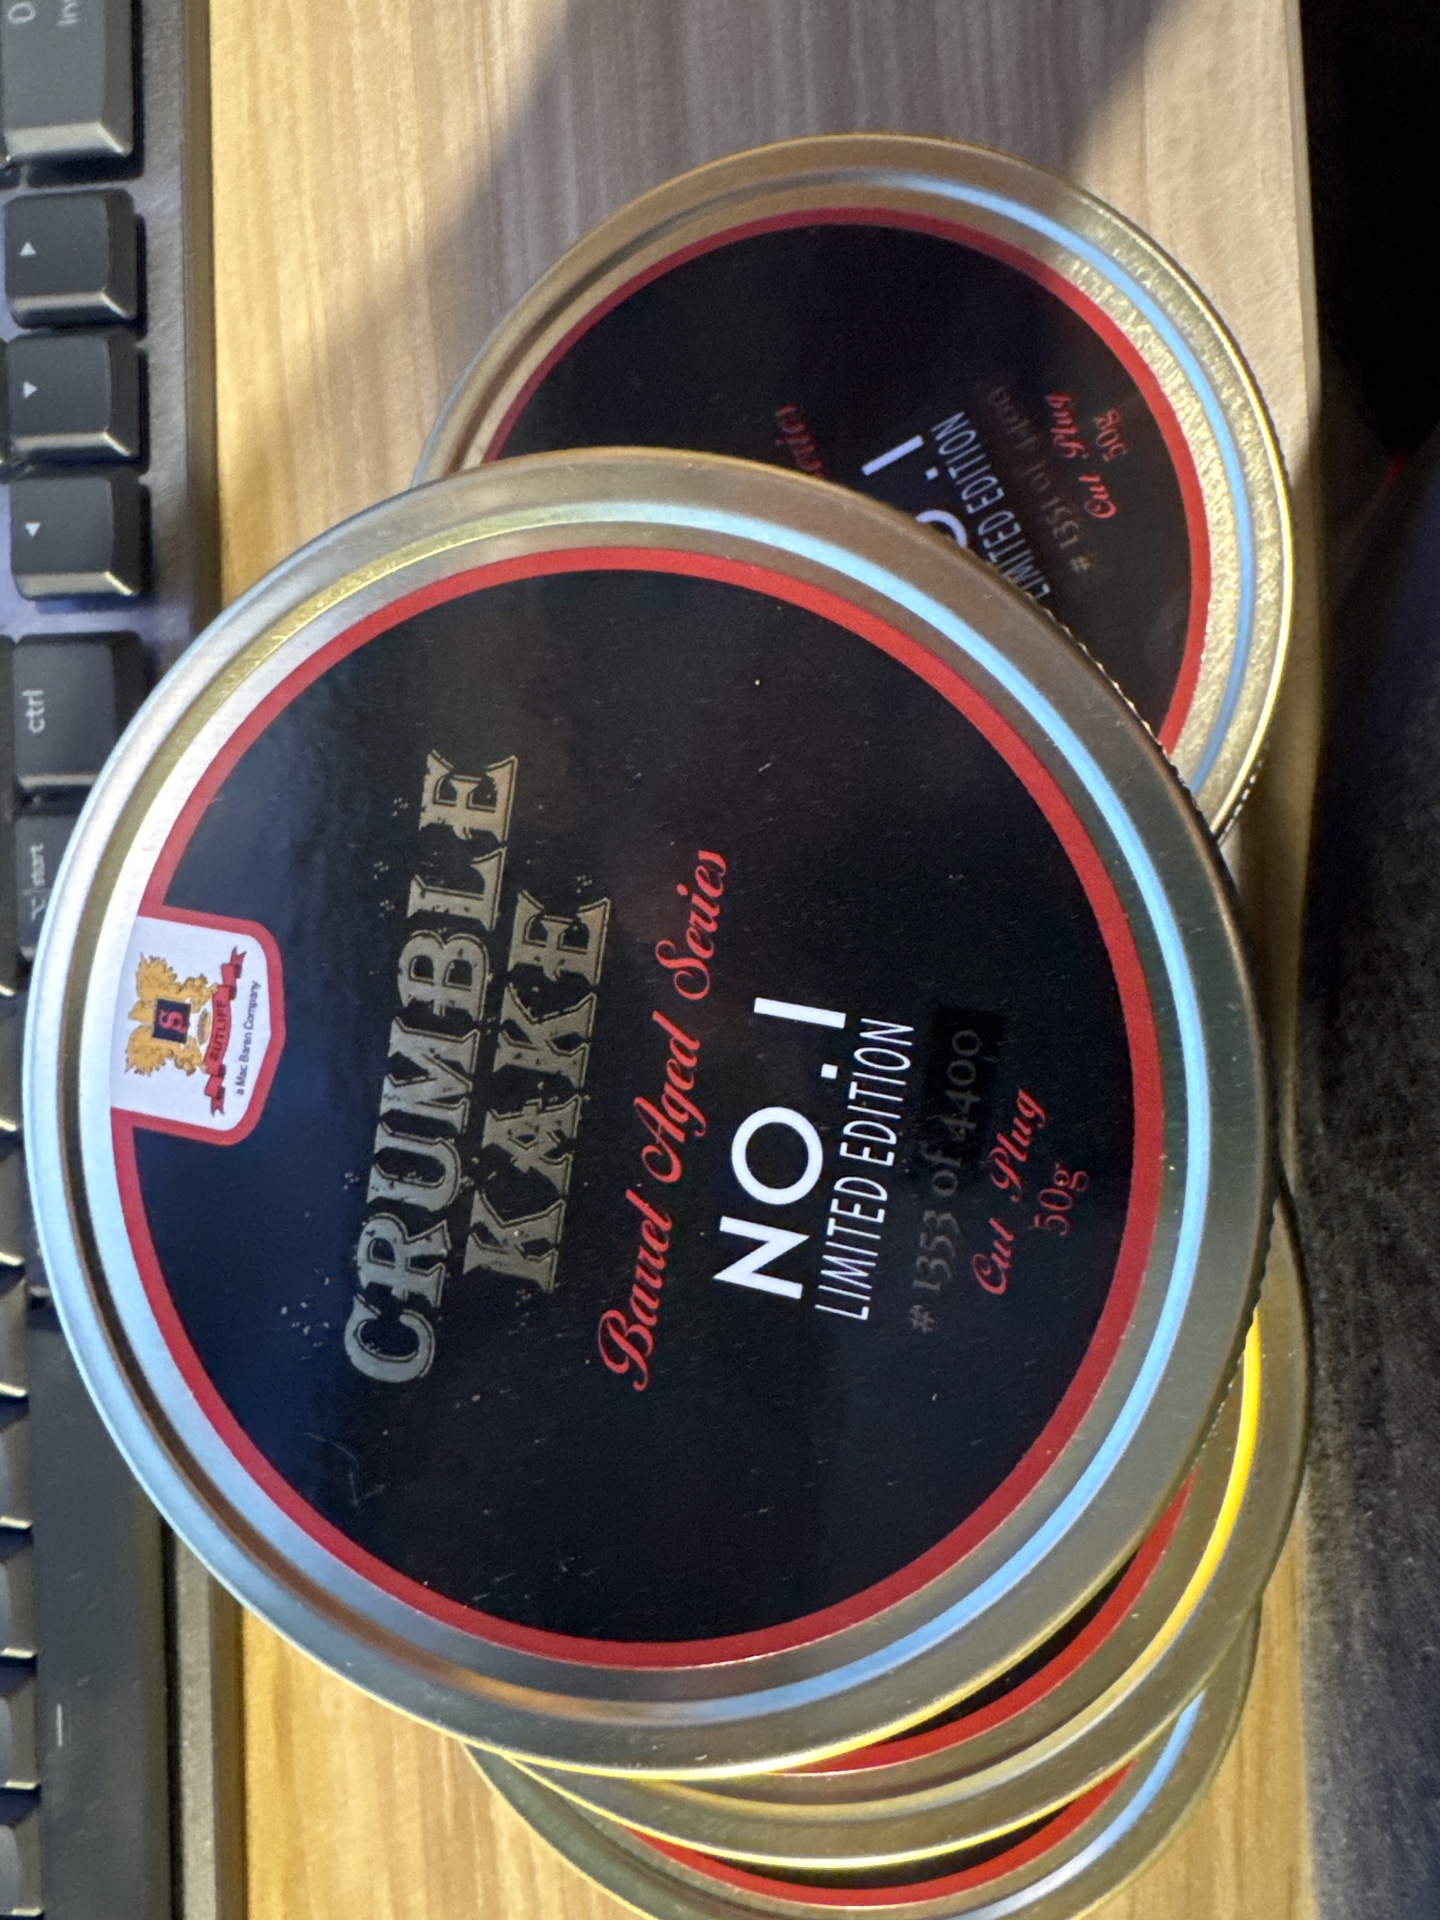 S
SUTLIFF
a Mac Baren Company
CRUMBLE
KAKE
Barrel Aged Series
NO. 1
LIMITED EDITION
# 1353 of 4400
Cut Plug
50g
LIMITED EDITION
# 1351 of 4400
Cut Plug
50g
ctrl
start